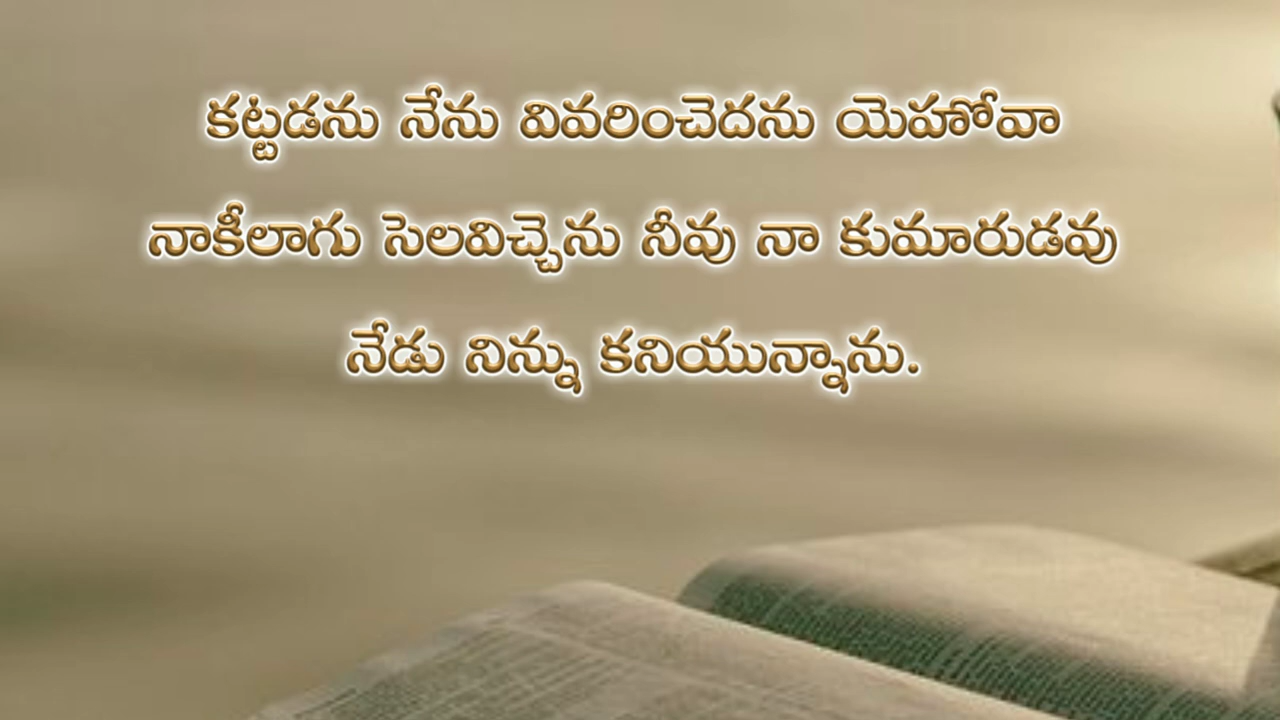 కట్టడను నేను వివరించెదను యెహోవా
నాకీలాగు సెలవిచ్చెను నీవు నా కుమారుడవు
నేడు నిన్ను కనియున్నాను.